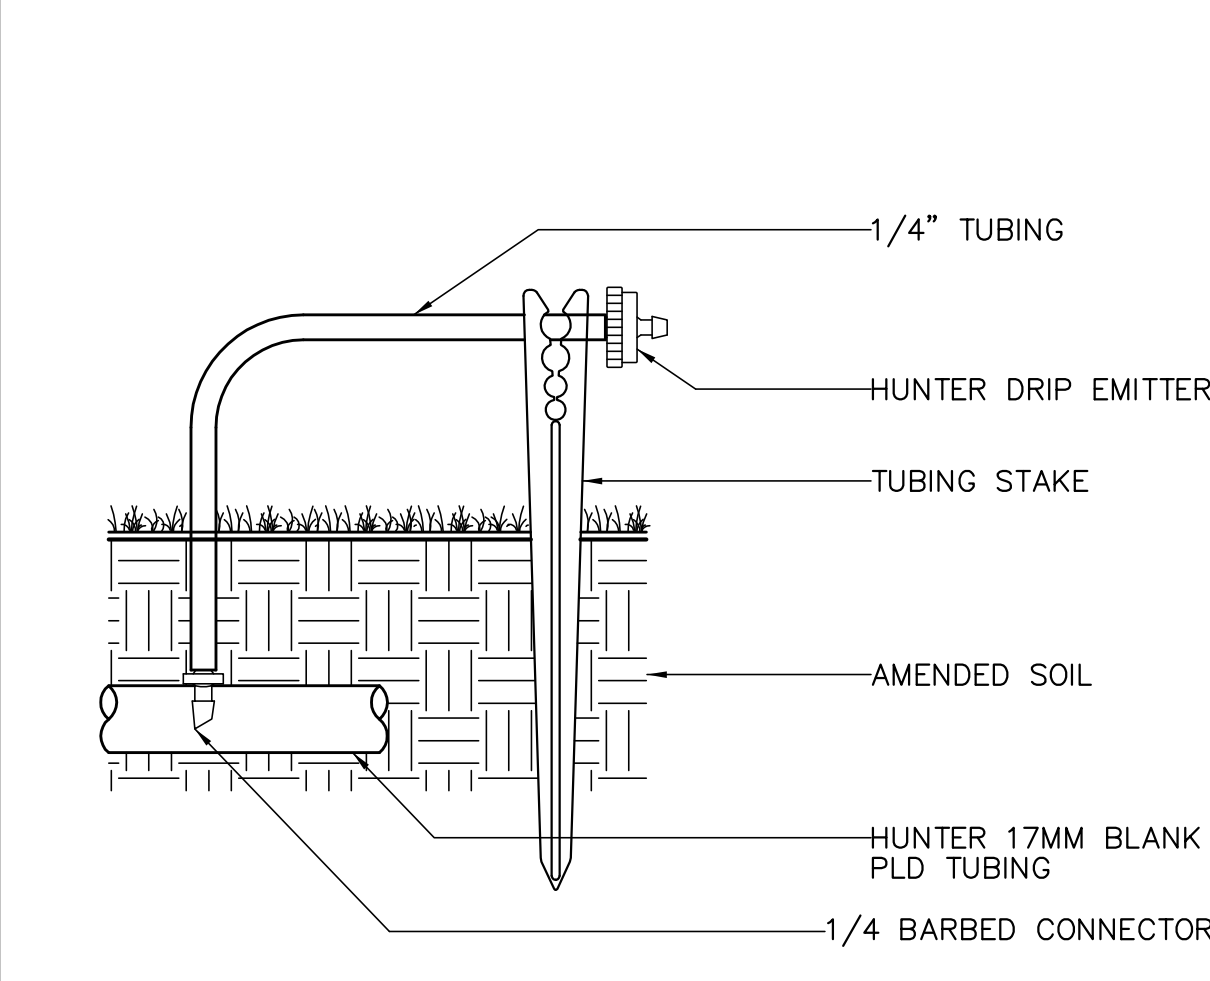 1/4” TUBING
HUNTER DRIP EMITTER
TUBING STAKE
AMENDED SOIL
HUNTER 17MM BLANK
PLD TUBING
1/4 BARBED CONNECTOR